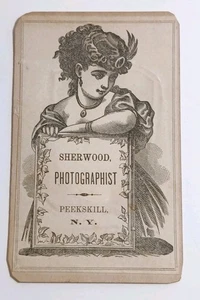 SHERWOOD,
PHOTOGRAPHIST
PEEKSKILL,
N. Y.